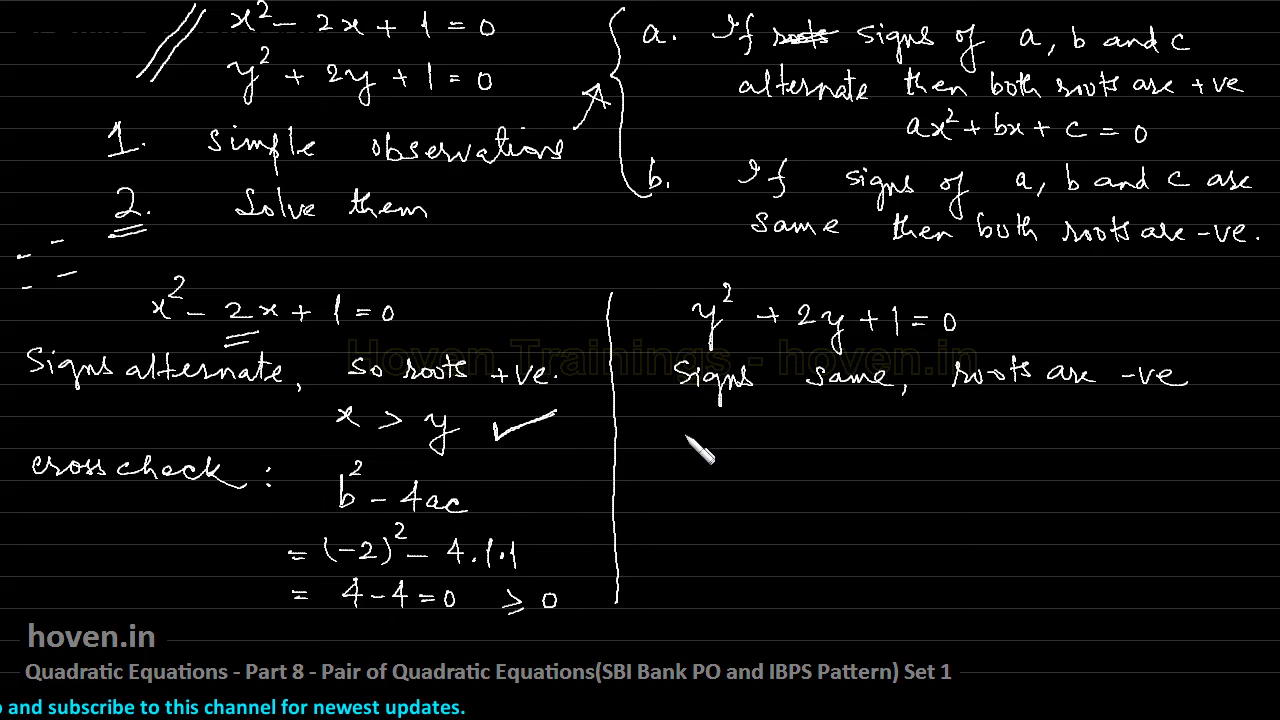 x² - 2x + 1 = 0
y² + 2y + 1 = 0
1. Simple observations
2. Solve them
a. If roots signs of a, b and c
alternate then both roots are +ve
ax² + bx + c = 0
b. If signs of a, b and c are
same then both roots are -ve.
x² - 2x + 1 = 0
Signs alternate, so roots +ve.
x > y ✓
cross check :
b² - 4ac
= (-2)² - 4.1.1
= 4 - 4 = 0 ≥ 0
y² + 2y + 1 = 0
Signs same, roots are -ve
Hoven Trainings - hoven.in
hoven.in
Quadratic Equations - Part 8 - Pair of Quadratic Equations(SBI Bank PO and IBPS Pattern) Set 1
and subscribe to this channel for newest updates.